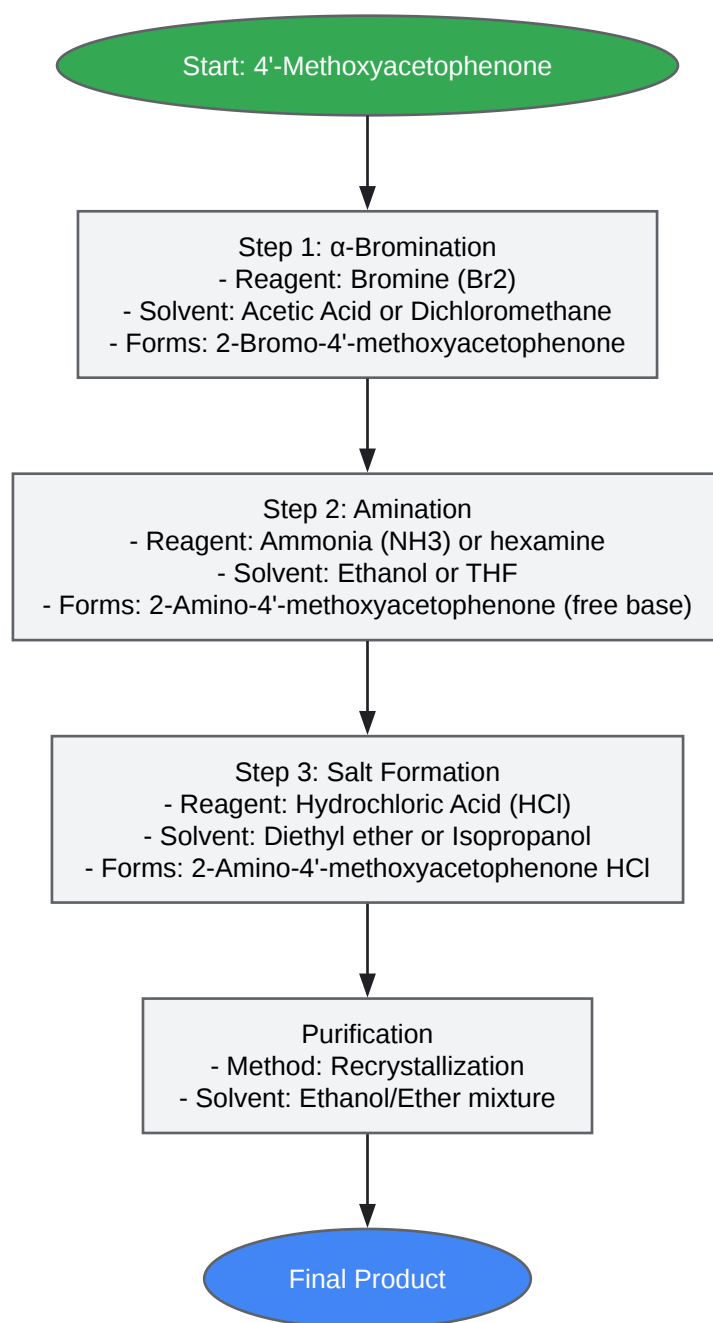 Start: 4'-Methoxyacetophenone
Step 1: α-Bromination
- Reagent: Bromine (Br2)
- Solvent: Acetic Acid or Dichloromethane
- Forms: 2-Bromo-4'-methoxyacetophenone
Step 2: Amination
- Reagent: Ammonia (NH3) or hexamine
- Solvent: Ethanol or THF
- Forms: 2-Amino-4'-methoxyacetophenone (free base)
Step 3: Salt Formation
- Reagent: Hydrochloric Acid (HCl)
- Solvent: Diethyl ether or Isopropanol
- Forms: 2-Amino-4'-methoxyacetophenone HCl
Purification
- Method: Recrystallization
- Solvent: Ethanol/Ether mixture
Final Product